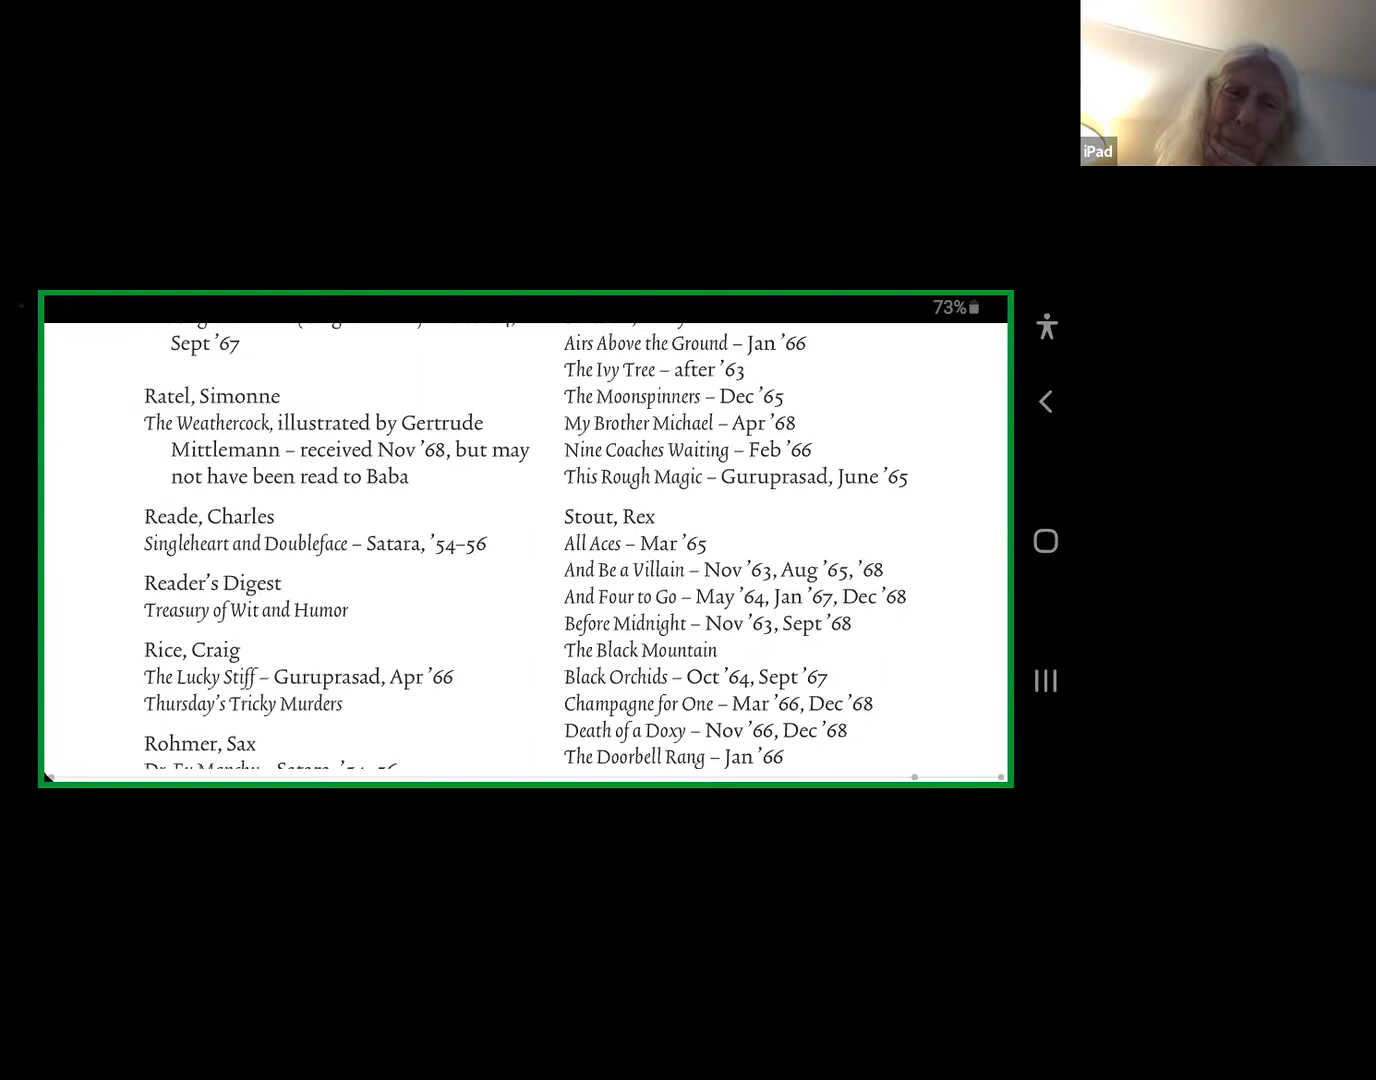 iPad
73%
Sept ’67
Ratel, Simonne
The Weathercock, illustrated by Gertrude
Mittlemann – received Nov ’68, but may
not have been read to Baba
Reade, Charles
Singleheart and Doubleface – Satara, ’54–56
Reader’s Digest
Treasury of Wit and Humor
Rice, Craig
The Lucky Stiff – Guruprasad, Apr ’66
Thursday’s Tricky Murders
Rohmer, Sax
Airs Above the Ground – Jan ’66
The Ivy Tree – after ’63
The Moonspinners – Dec ’65
My Brother Michael – Apr ’68
Nine Coaches Waiting – Feb ’66
This Rough Magic – Guruprasad, June ’65
Stout, Rex
All Aces – Mar ’65
And Be a Villain – Nov ’63, Aug ’65, ’68
And Four to Go – May ’64, Jan ’67, Dec ’68
Before Midnight – Nov ’63, Sept ’68
The Black Mountain
Black Orchids – Oct ’64, Sept ’67
Champagne for One – Mar ’66, Dec ’68
Death of a Doxy – Nov ’66, Dec ’68
The Doorbell Rang – Jan ’66